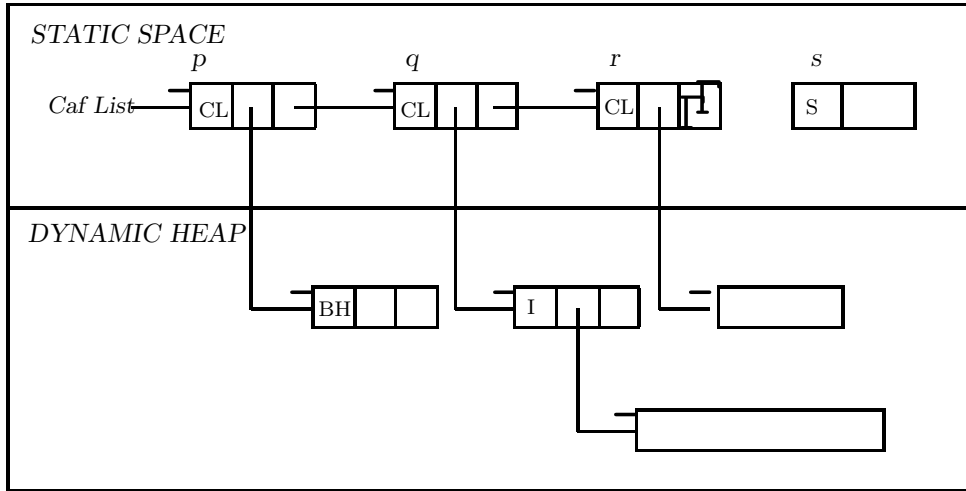 STATIC SPACE
p q r s
Caf List CL CL CL S
DYNAMIC HEAP
BH I